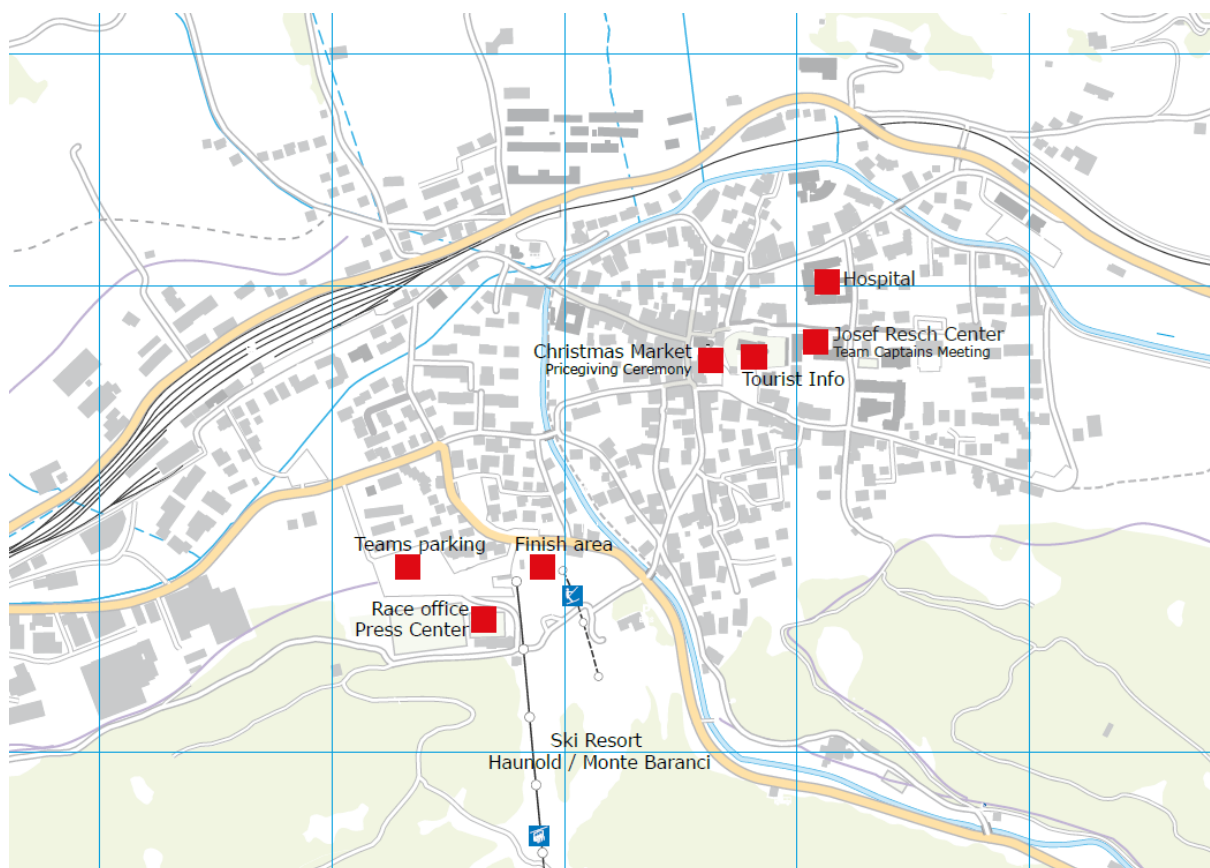 Hospital
Josef Resch Center
Team Captains Meeting
Christmas Market
Pricegiving Ceremony
Tourist Info
Teams parking
Finish area
Race office
Press Center
Ski Resort
Haunold / Monte Baranci